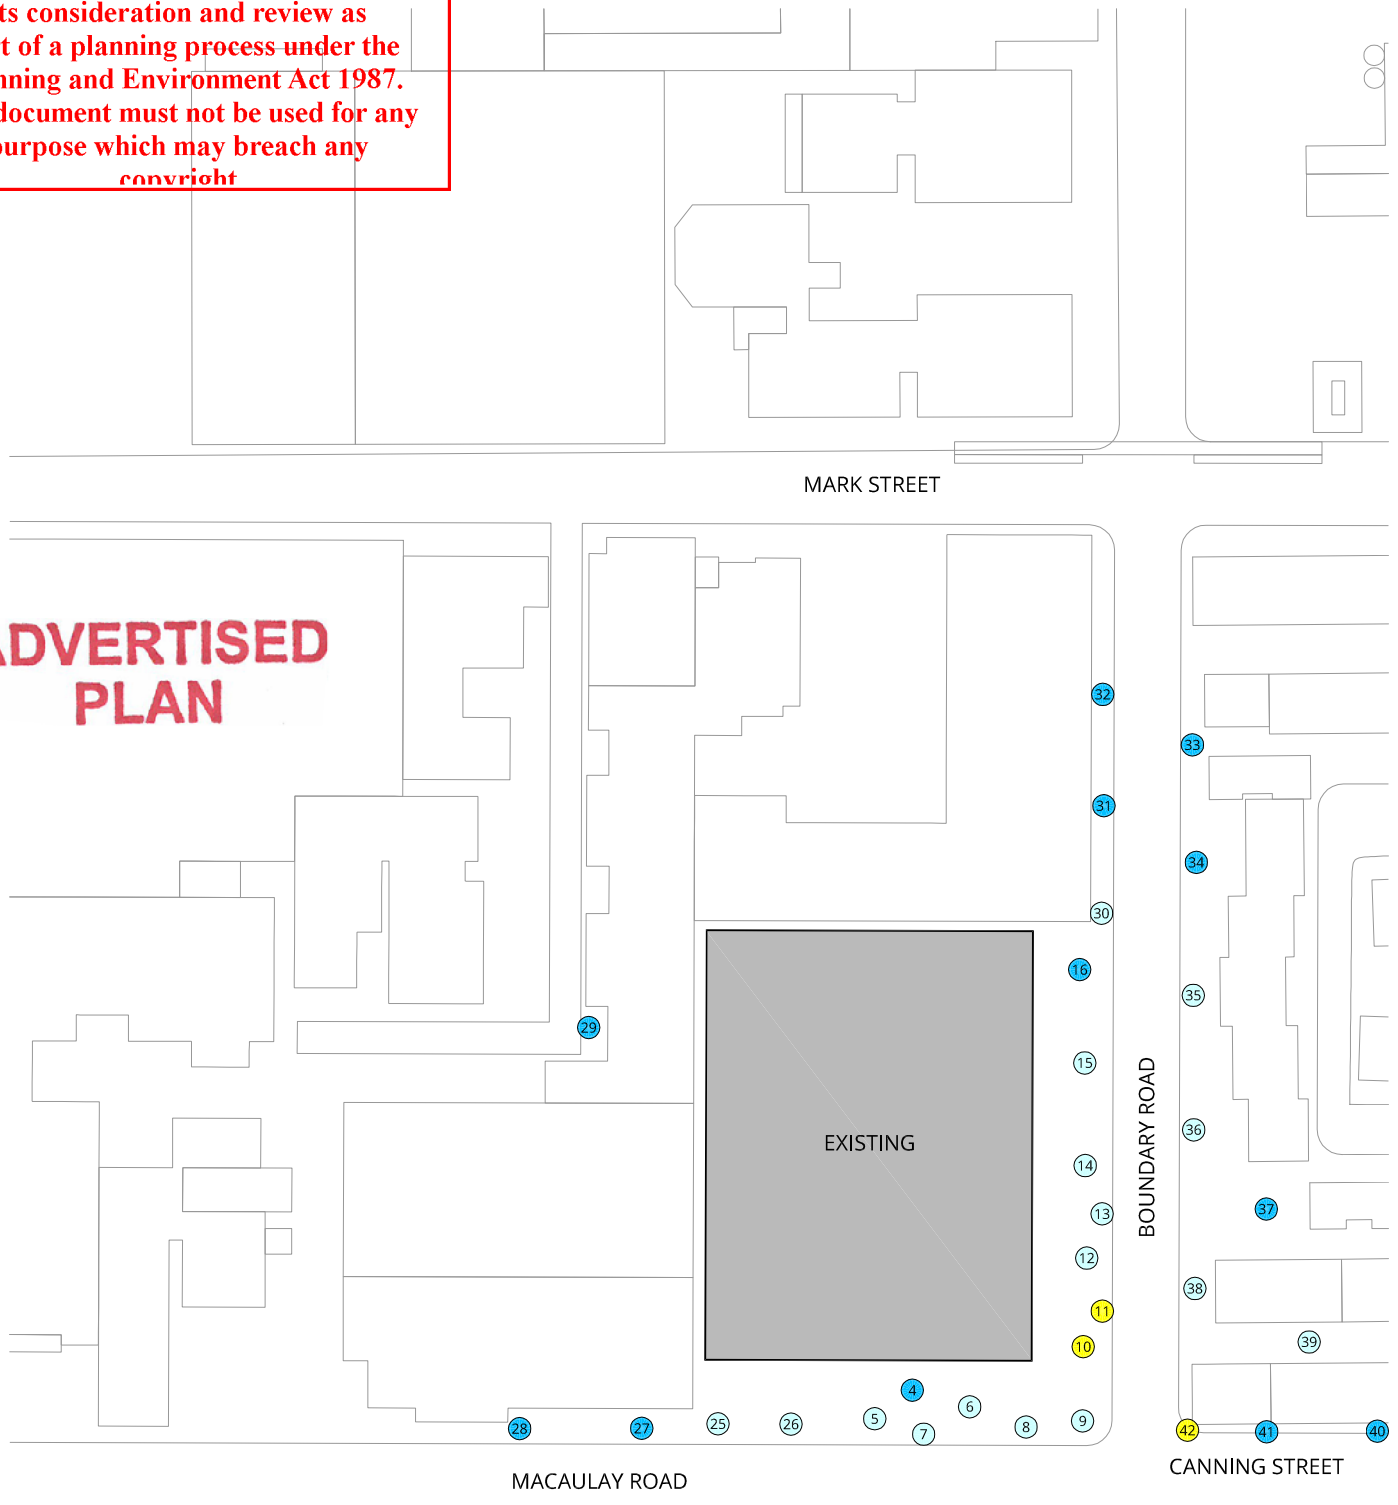 ts consideration and review as
t of a planning process under the
nning and Environment Act 1987.
document must not be used for any
purpose which may breach any
copyright
MARK STREET
ADVERTISED
PLAN
32
33
31
34
30
16
35
29
15
BOUNDARY ROAD
36
EXISTING
14
37
13
12
38
11
39
10
4
6
5
9
25
26
8
7
28
27
42
41
40
CANNING STREET
MACAULAY ROAD